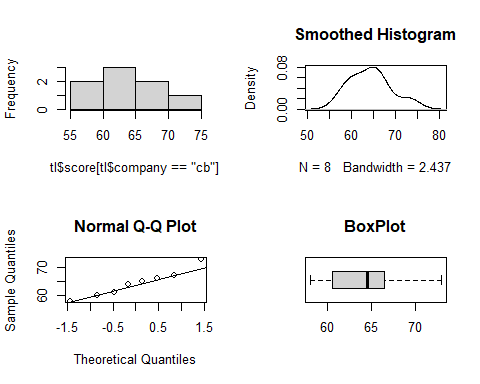 Frequency
0
2
55 60 65 70 75
tl$score[tl$company == "cb"]
Smoothed Histogram
Density
0.00
0.08
50 60 70 80
N = 8 Bandwidth = 2.437
Normal Q-Q Plot
Sample Quantiles
60
70
-1.5 -0.5 0.5 1.5
Theoretical Quantiles
BoxPlot
60 65 70